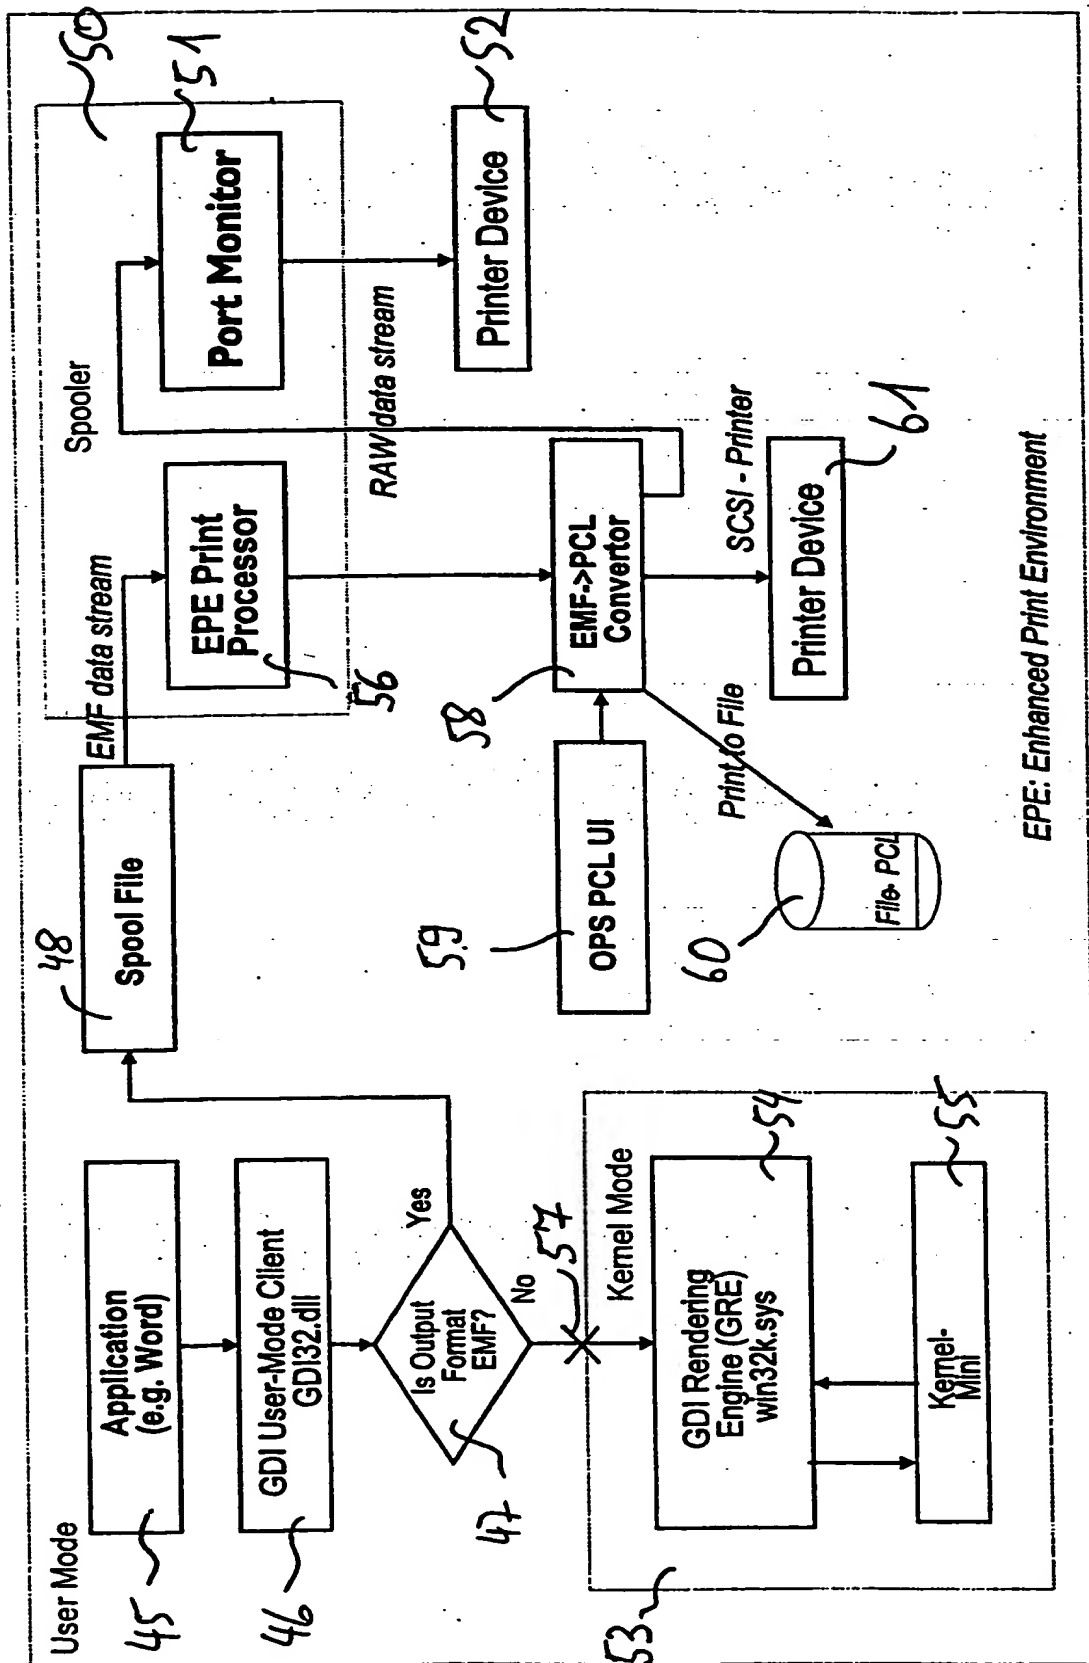 User Mode
45
Application
(e.g. Word)
46
GDI User-Mode Client
GDI32.dll
47
Is Output
Format
EMF?
Yes
No
57
53
Kernel Mode
GDI Rendering
Engine (GRE)
win32k.sys
54
Kernel-
Mini
55
48
Spool File
EMF data stream
Spooler
50
EPE Print
Processor
56
Port Monitor
51
RAW data stream
Printer Device
52
58
EMF->PCL
Convertor
OPS PCL UI
59
Print to File
60
File. PCL
SCSI - Printer
Printer Device
61
EPE: Enhanced Print Environment